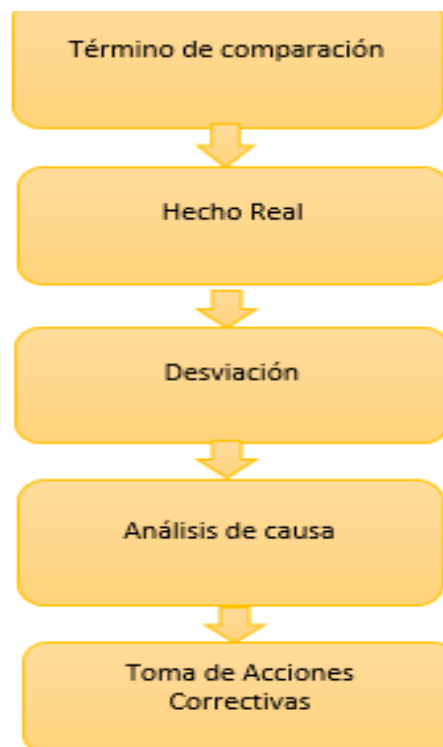 Término de comparación
Hecho Real
Desviación
Análisis de causa
Toma de Acciones
Correctivas